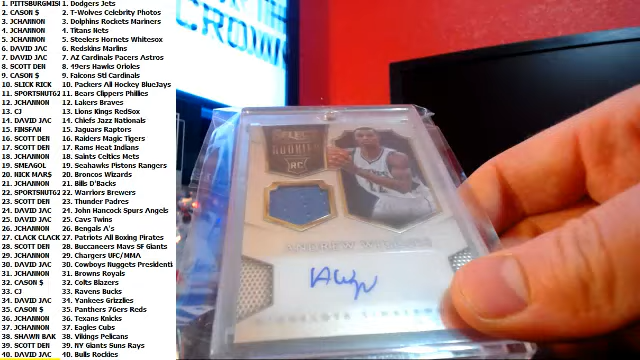 1. PITTSBURGMIS 1. Dodgers Jets
2. CASON $ 2. T-Wolves Celebrity Photos
3. JCHANNON 3. Dolphins Rockets Mariners
4. JCHANNON 4. Titans Nets
5. JCHANNON 5. Steelers Hornets Whitesox
6. DAVID JAC 6. Redskins Marlins
7. DAVID JAC 7. AZ Cardinals Pacers Astros
8. SCOTT DEN 8. 49ers Hawks Orioles
9. CASON $ 9. Falcons Stl Cardinals
10. SLICK RICK 10. Packers All Hockey BlueJays
11. SPORTSNUT62 11. Bears Clippers Phillies
12. JCHANNON 12. Lakers Braves
13. CJ 13. Lions Kings RedSox
14. DAVID JAC 14. Chiefs Jazz Nationals
15. FINSFAN 15. Jaguars Raptors
16. SCOTT DEN 16. Raiders Magic Tigers
17. SCOTT DEN 17. Rams Heat Indians
18. JCHANNON 18. Saints Celtics Mets
19. SMEAGOL 19. Seahawks Pistons Rangers
20. NICK MAR$ 20. Broncos Wizards
21. JCHANNON 21. Bills D'Backs
22. SPORTSNUT62 22. Warriors Brewers
23. SCOTT DEN 23. Thunder Padres
24. DAVID JAC 24. John Hancock Spurs Angels
25. DAVID JAC 25. Cavs Twins
26. JCHANNON 26. Bengals A's
27. CLACK CLACK 27. Patriots All Boxing Pirates
28. SCOTT DEN 28. Buccaneers Mavs SF Giants
29. JCHANNON 29. Chargers UFC/MMA
30. DAVID JAC 30. Cowboys Nuggets Presidenti
31. JCHANNON 31. Browns Royals
32. CASON $ 32. Colts Blazers
33. CJ 33. Ravens Bucks
34. DAVID JAC 34. Yankees Grizzlies
35. CASON $ 35. Panthers 76ers Reds
36. JCHANNON 36. Texans Knicks
37. JCHANNON 37. Eagles Cubs
38. SHAWN BAK 38. Vikings Pelicans
39. SCOTT DEN 39. NY Giants Suns Rays
40. DAVID JAC 40. Bulls Rockies
CROWN
SELECT
ROOKIES
RC
ANDREW WIGGINS